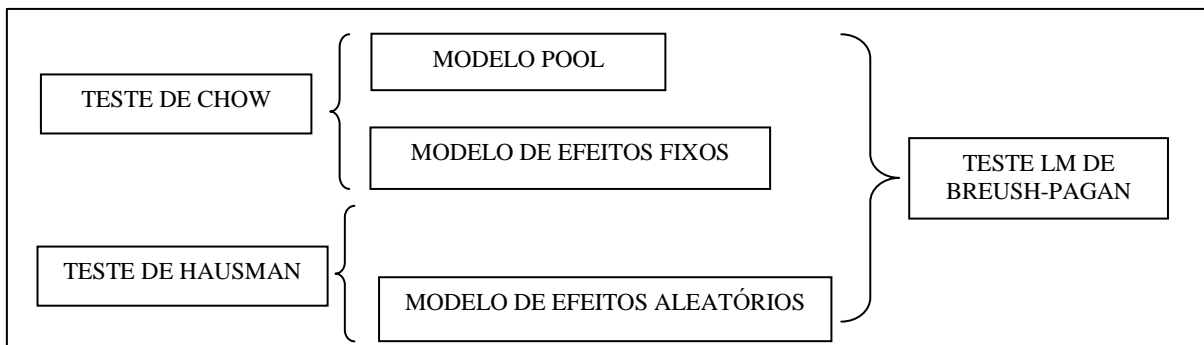 MODELO POOL
TESTE DE CHOW
MODELO DE EFEITOS FIXOS
TESTE LM DE
BREUSH-PAGAN
TESTE DE HAUSMAN
MODELO DE EFEITOS ALEATÓRIOS